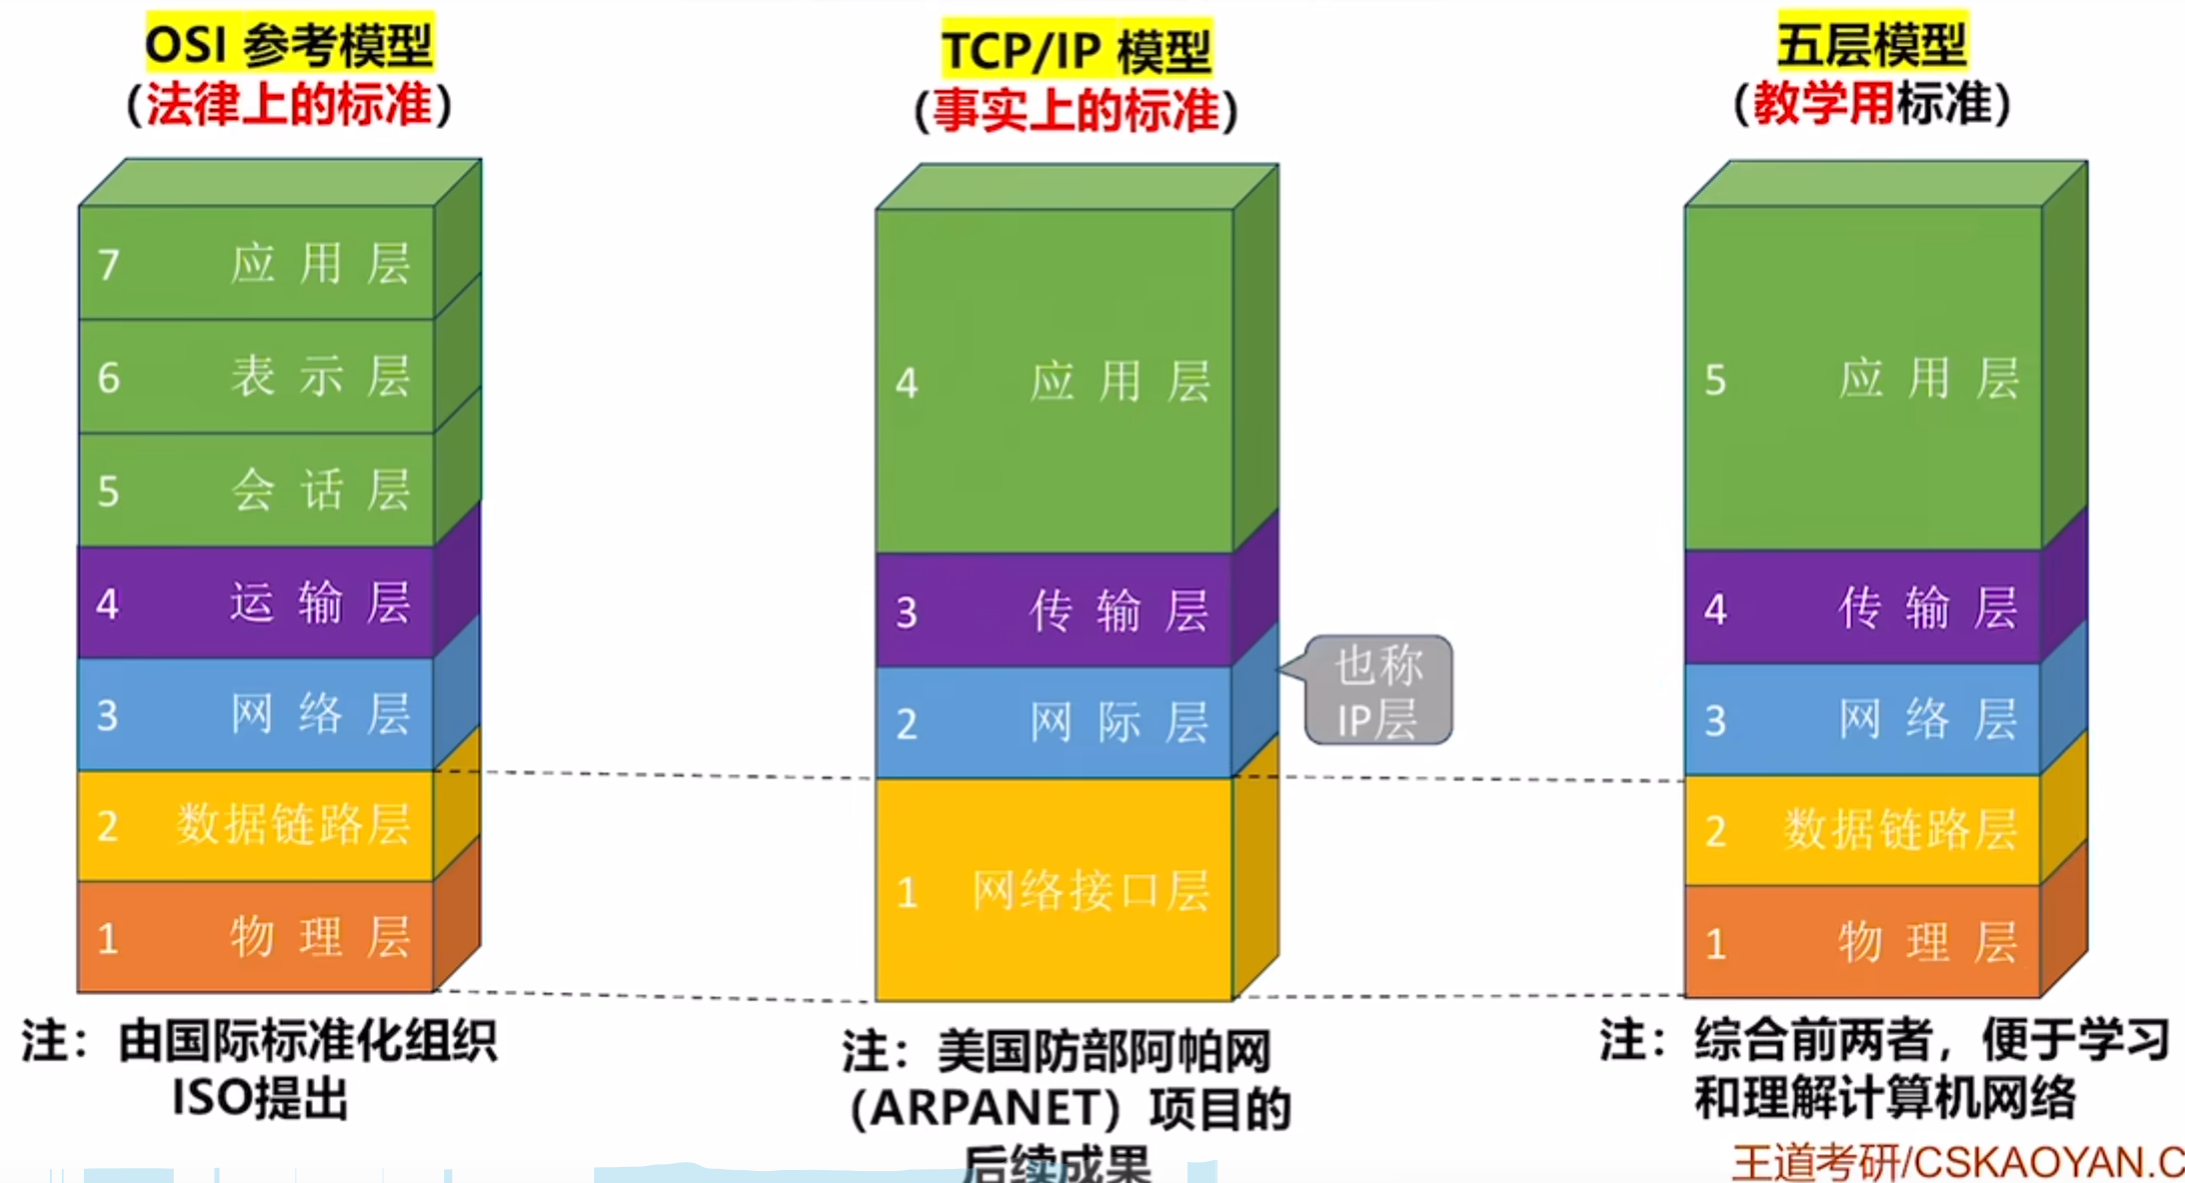 OSI 参考模型
（法律上的标准）
7 应用层
6 表示层
5 会话层
4 运输层
3 网络层
2 数据链路层
1 物理层
注：由国际标准化组织
ISO提出
TCP/IP 模型
（事实上的标准）
4 应用层
3 传输层
2 网际层
1 网络接口层
也称
IP层
注：美国防部阿帕网
（ARPANET）项目的
后续成果
五层模型
（教学用标准）
5 应用层
4 传输层
3 网络层
2 数据链路层
1 物理层
注：综合前两者，便于学习
和理解计算机网络
王道考研/CSKAOYAN.C